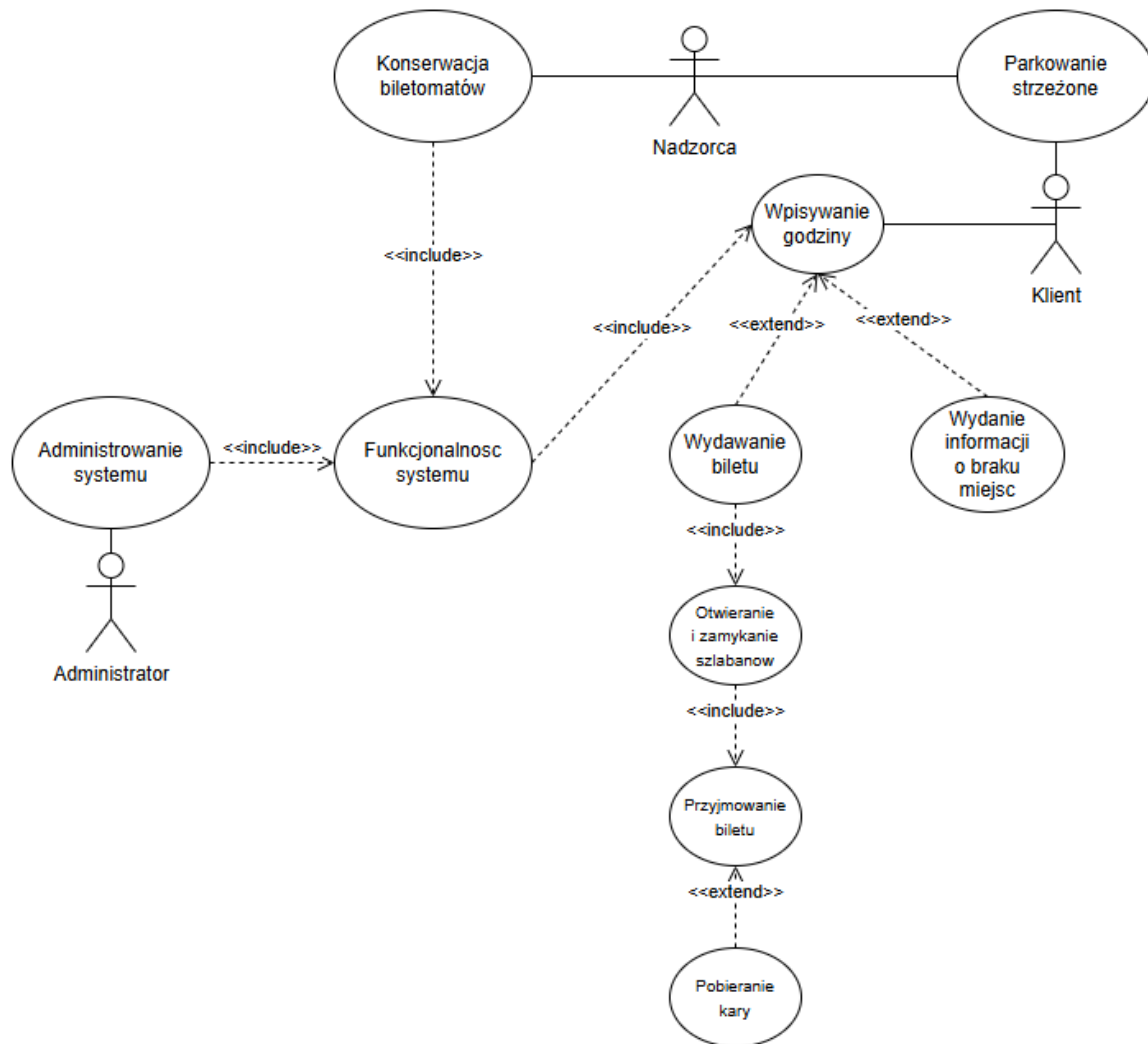 Konserwacja
biletomatów
Nadzorca
Parkowanie
strzeżone
Wpisywanie
godziny
Klient
<<include>>
<<include>>
<<extend>>
<<extend>>
Administrowanie
systemu
<<include>>
Funkcjonalnosc
systemu
Wydawanie
biletu
Wydanie
informacji
o braku
miejsc
Administrator
<<include>>
Otwieranie
i zamykanie
szlabanow
<<include>>
Przyjmowanie
biletu
<<extend>>
Pobieranie
kary